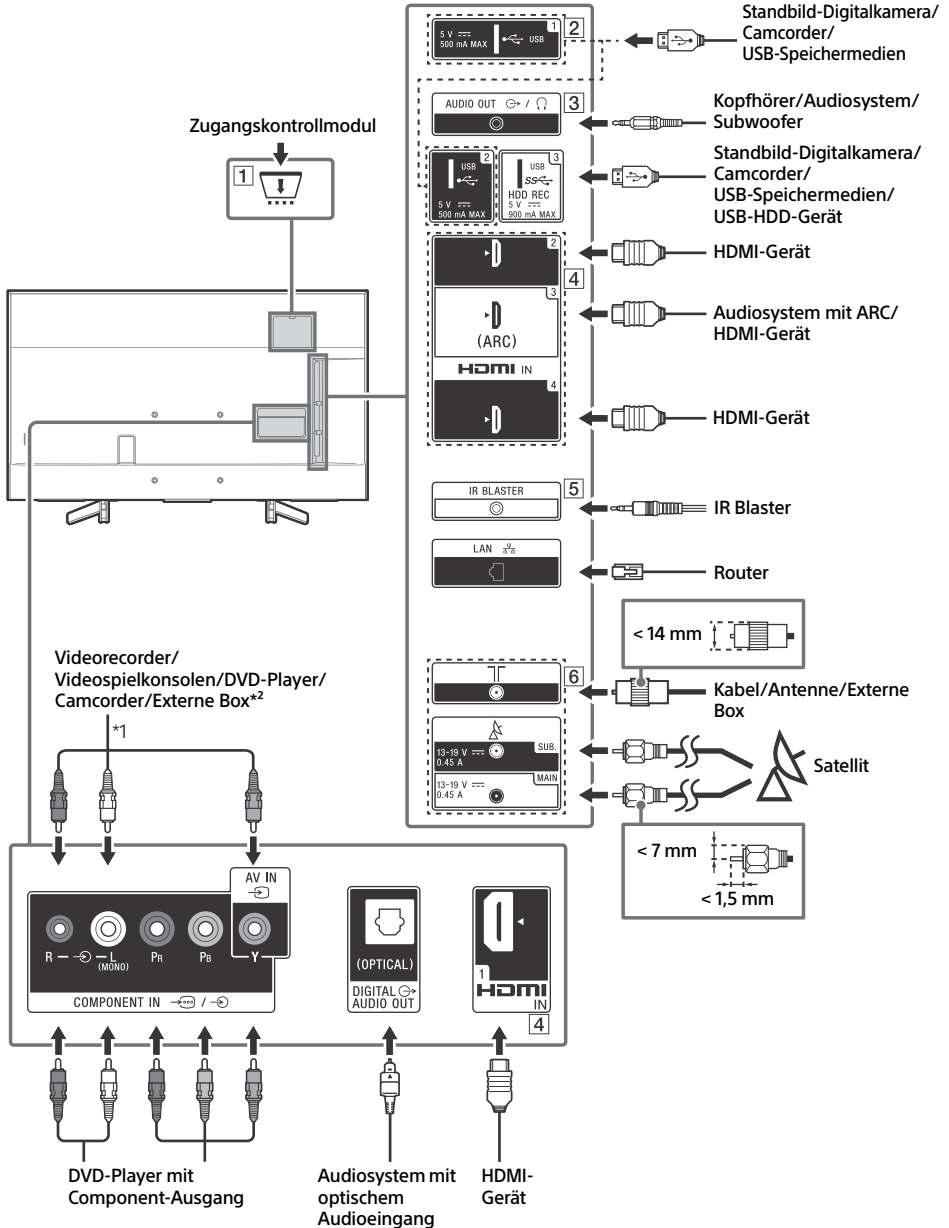 Standbild-Digitalkamera/
Camcorder/
USB-Speichermedien
5 V
500 mA MAX
USB
1
2
AUDIO OUT
/
3
Kopfhörer/Audiosystem/
Subwoofer
Zugangskontrollmodul
1
2
USB
5 V
500 mA MAX
3
USB
SS
HDD REC
5 V
900 mA MAX
Standbild-Digitalkamera/
Camcorder/
USB-Speichermedien/
USB-HDD-Gerät
2
4
HDMI-Gerät
3
(ARC)
HDMI IN
Audiosystem mit ARC/
HDMI-Gerät
4
HDMI-Gerät
IR BLASTER
5
IR Blaster
LAN
Router
< 14 mm
6
Kabel/Antenne/Externe
Box
13-19 V
0.45 A
SUB.
13-19 V
0.45 A
MAIN
Satellit
< 7 mm
< 1,5 mm
Videorecorder/
Videospielkonsolen/DVD-Player/
Camcorder/Externe Box*2
*1
AV IN
R
L
(MONO)
PR
PB
Y
COMPONENT IN
/
(OPTICAL)
DIGITAL
AUDIO OUT
1
HDMI
IN
4
DVD-Player mit
Component-Ausgang
Audiosystem mit
optischem
Audioeingang
HDMI-
Gerät